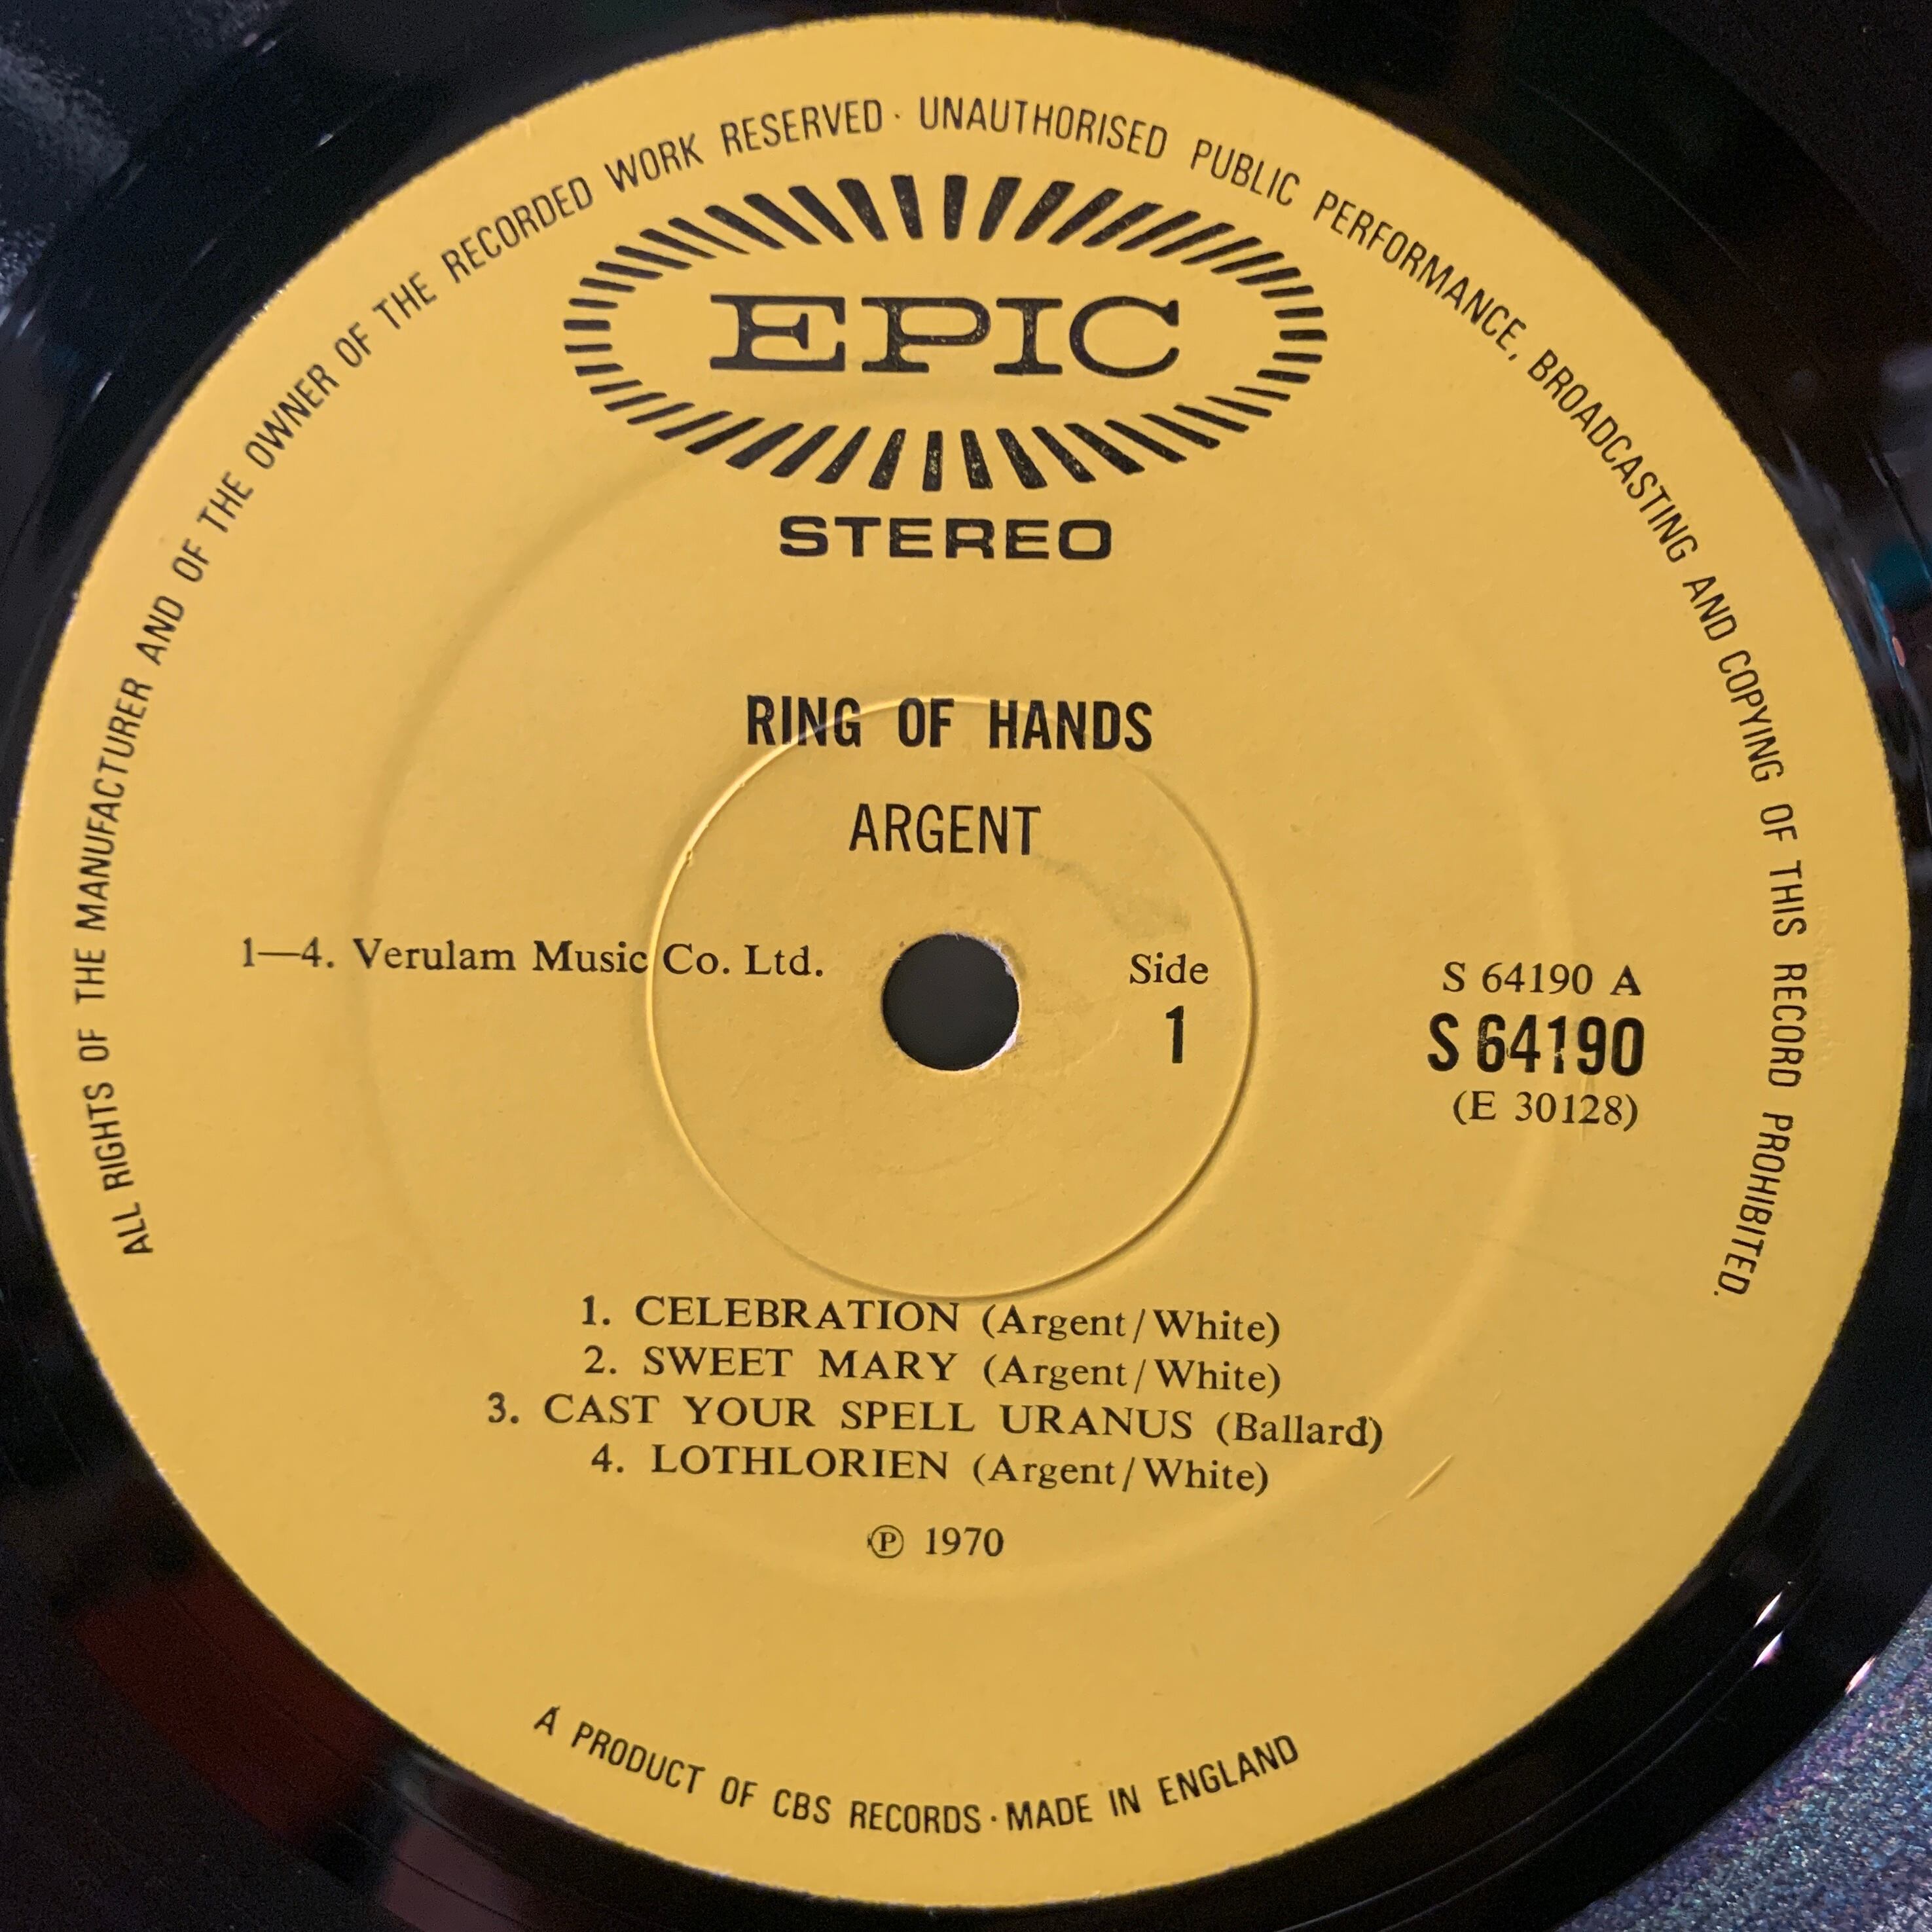 ALL RIGHTS OF THE MANUFACTURER AND OF THE OWNER OF THE RECORDED WORK RESERVED · UNAUTHORISED PUBLIC PERFORMANCE, BROADCASTING AND COPYING OF THIS RECORD PROHIBITED.
EPIC
STEREO
RING OF HANDS
ARGENT
1—4. Verulam Music Co. Ltd.
Side
1
S 64190 A
S 64190
(E 30128)
1. CELEBRATION (Argent/White)
2. SWEET MARY (Argent/White)
3. CAST YOUR SPELL URANUS (Ballard)
4. LOTHLORIEN (Argent/White)
Ⓟ 1970
A PRODUCT OF CBS RECORDS · MADE IN ENGLAND